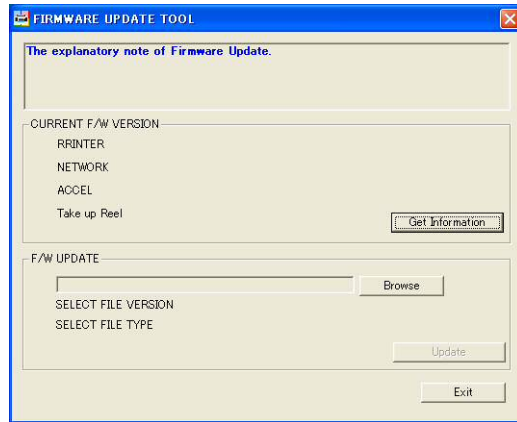 FIRMWARE UPDATE TOOL
The explanatory note of Firmware Update.
CURRENT F/W VERSION
RRINTER
NETWORK
ACCEL
Take up Reel
Get Information
F/W UPDATE
Browse
SELECT FILE VERSION
SELECT FILE TYPE
Update
Exit